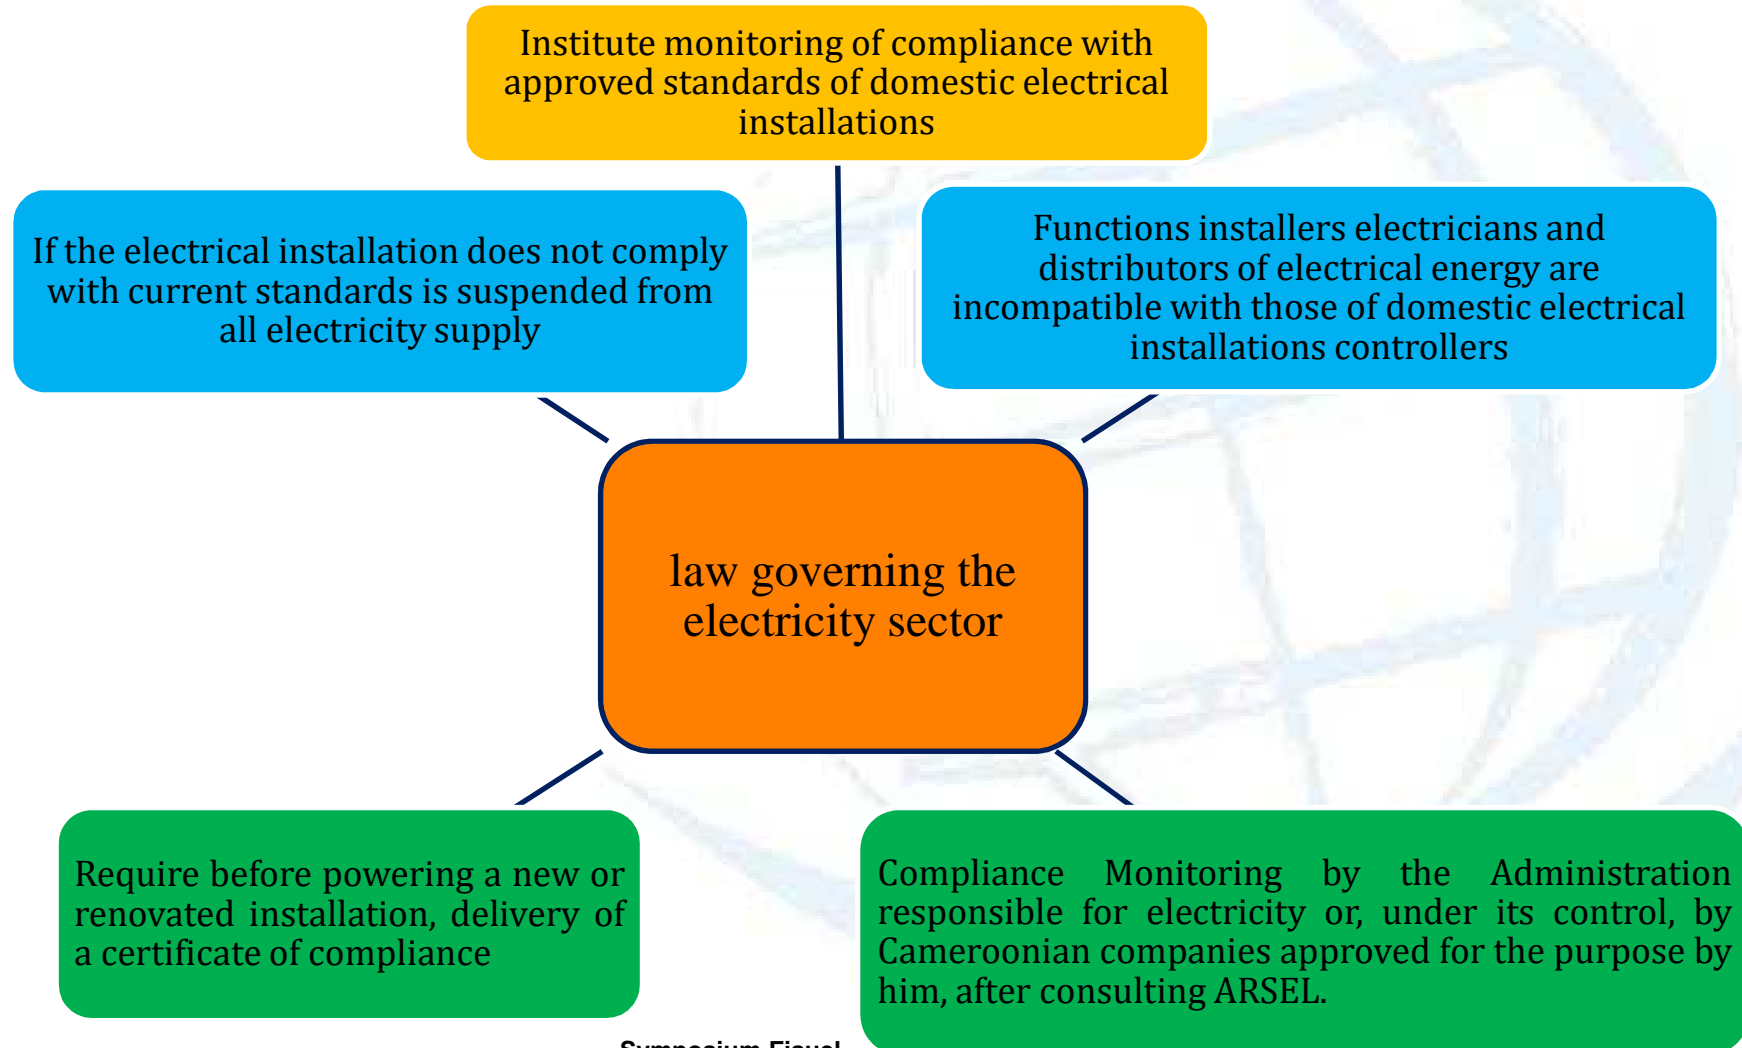 Institute monitoring of compliance with
approved standards of domestic electrical
installations
If the electrical installation does not comply
with current standards is suspended from
all electricity supply
Functions installers electricians and
distributors of electrical energy are
incompatible with those of domestic electrical
installations controllers
law governing the
electricity sector
Require before powering a new or
renovated installation, delivery of
a certificate of compliance
Compliance Monitoring by the Administration
responsible for electricity or, under its control, by
Cameroonian companies approved for the purpose by
him, after consulting ARSEL.
Symposium Fisuel